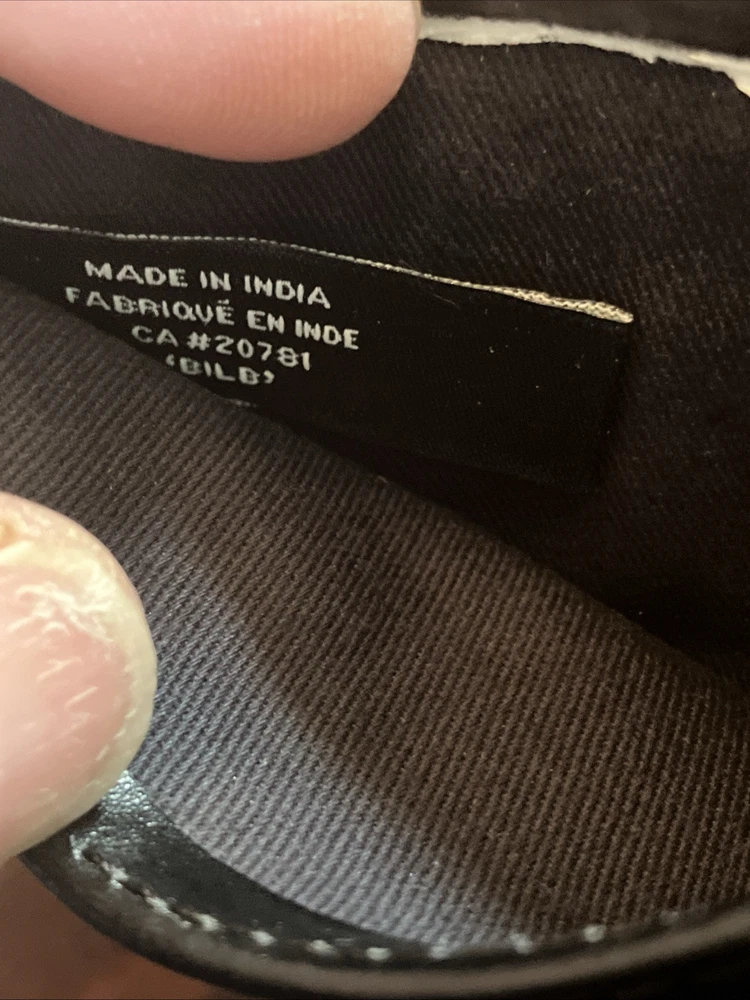 MADE IN INDIA
FABRIQUÉ EN INDE
CA #20781
'BILB'